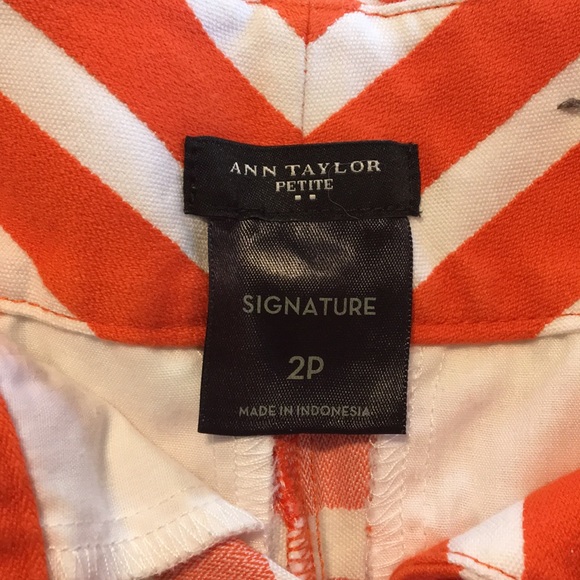 ANN TAYLOR
PETITE
SIGNATURE
2P
MADE IN INDONESIA